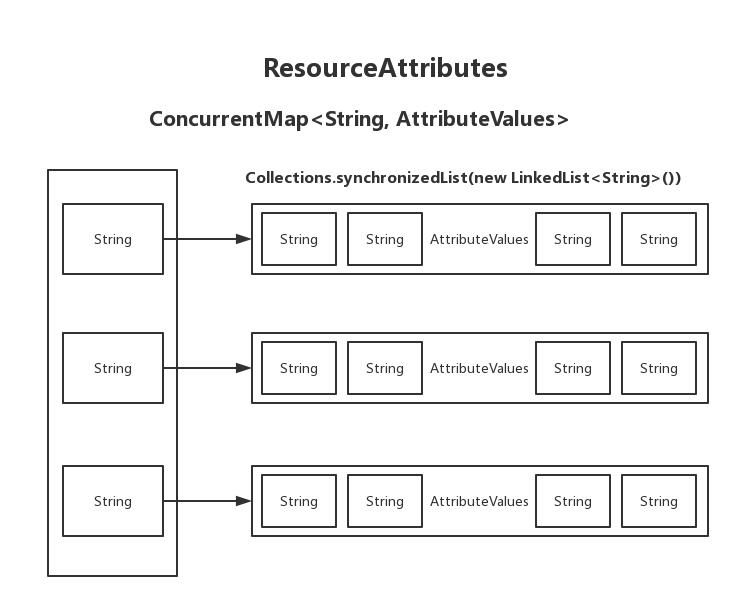 ResourceAttributes
ConcurrentMap<String, AttributeValues>
Collections.synchronizedList(new LinkedList<String>())
String String String AttributeValues String String
String String String AttributeValues String String
String String String AttributeValues String String